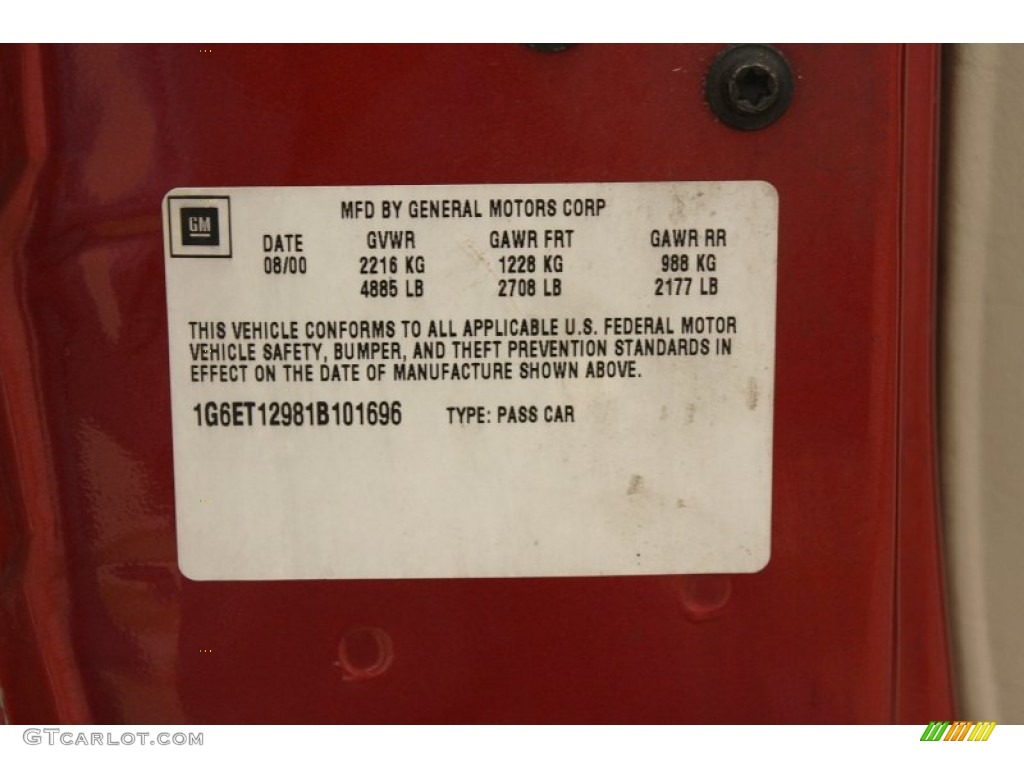 MFD BY GENERAL MOTORS CORP
GM
DATE GVWR GAWR FRT GAWR RR
08/00 2216 KG 1228 KG 988 KG
4885 LB 2708 LB 2177 LB
THIS VEHICLE CONFORMS TO ALL APPLICABLE U.S. FEDERAL MOTOR
VEHICLE SAFETY, BUMPER, AND THEFT PREVENTION STANDARDS IN
EFFECT ON THE DATE OF MANUFACTURE SHOWN ABOVE.
1G6ET12981B101696 TYPE: PASS CAR
GTCARLOT.COM